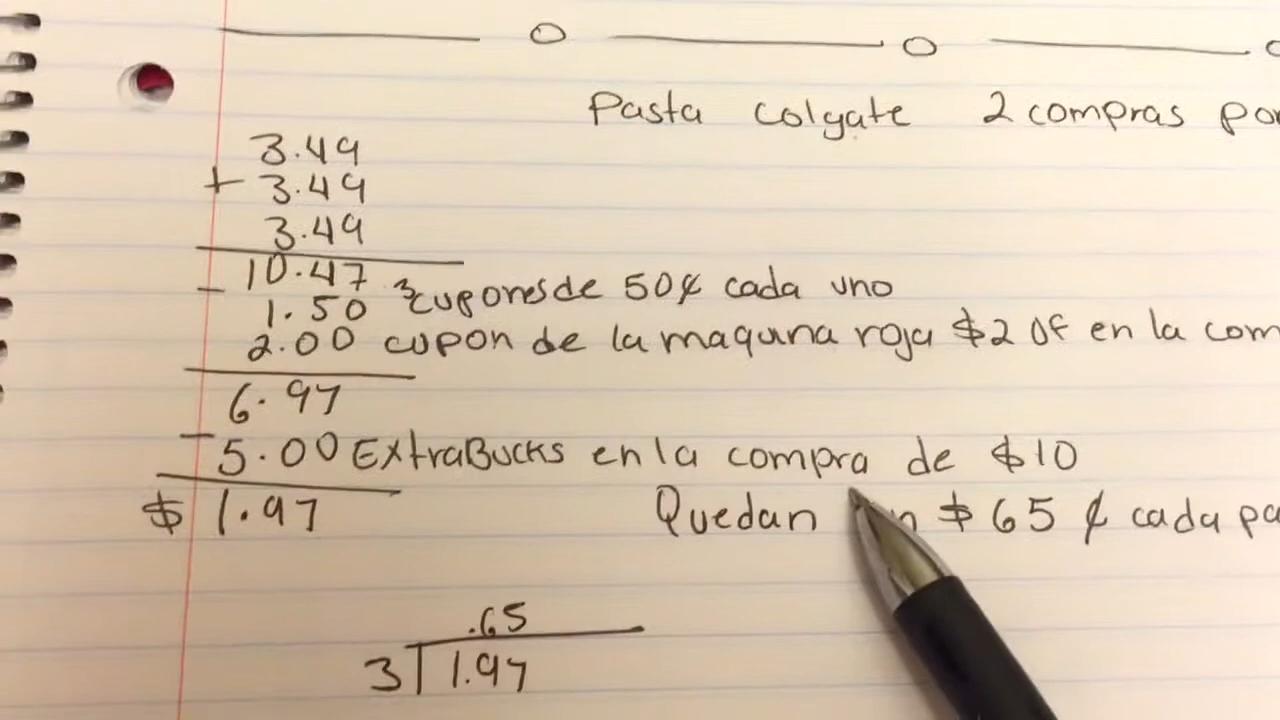 Pasta Colgate 2 compras por
3.49
+ 3.49
3.49
10.47
- 1.50 3 cupones de 50¢ cada uno
2.00 cupon de la maquina roja $2 of en la com
6.97
- 5.00 ExtraBucks en la compra de $10
$ 1.97 Quedan $ 65 ¢ cada pa
.65
3 1.97